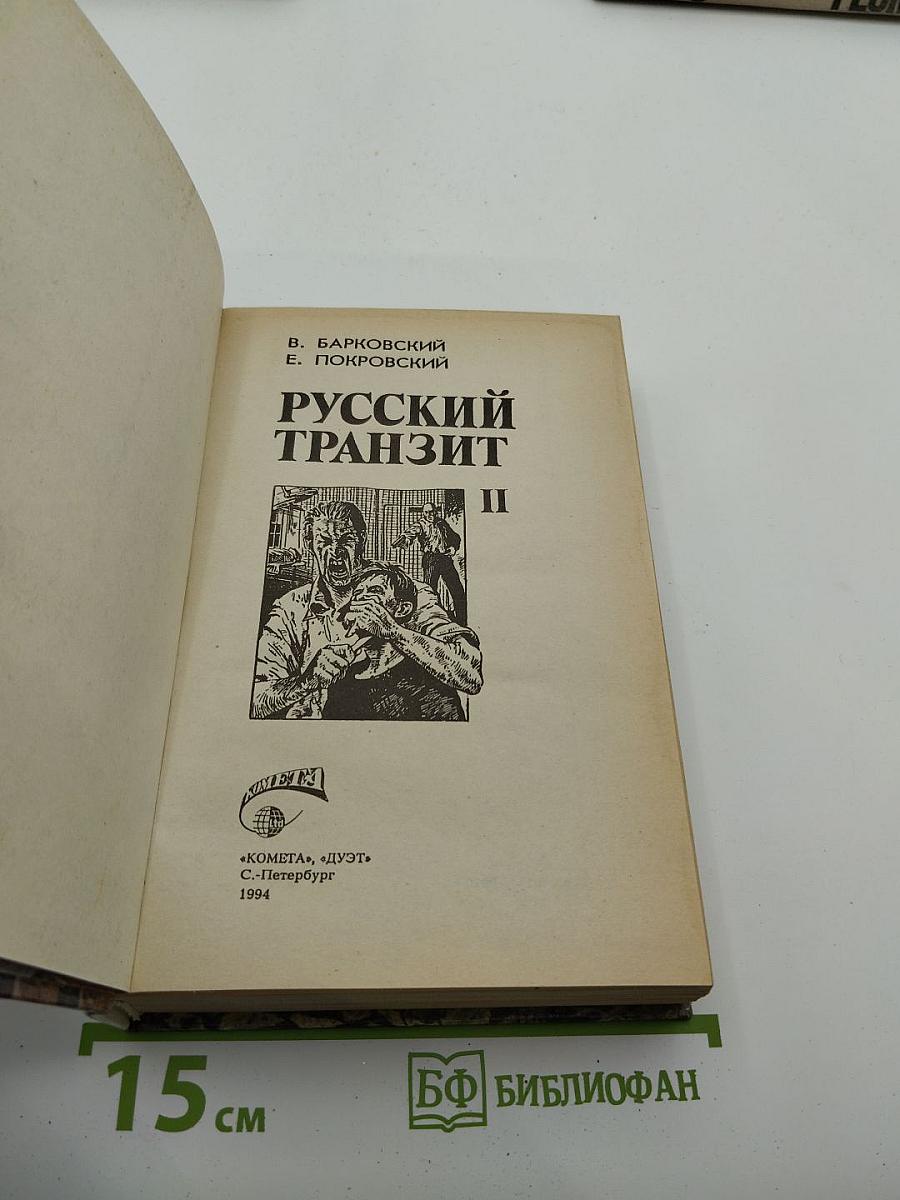 В. БАРКОВСКИЙ
Е. ПОКРОВСКИЙ
РУССКИЙ
ТРАНЗИТ
II
КОМЕТА
«КОМЕТА», «ДУЭТ»
С.-Петербург
1994
15 см
БФ БИБЛИОФАН